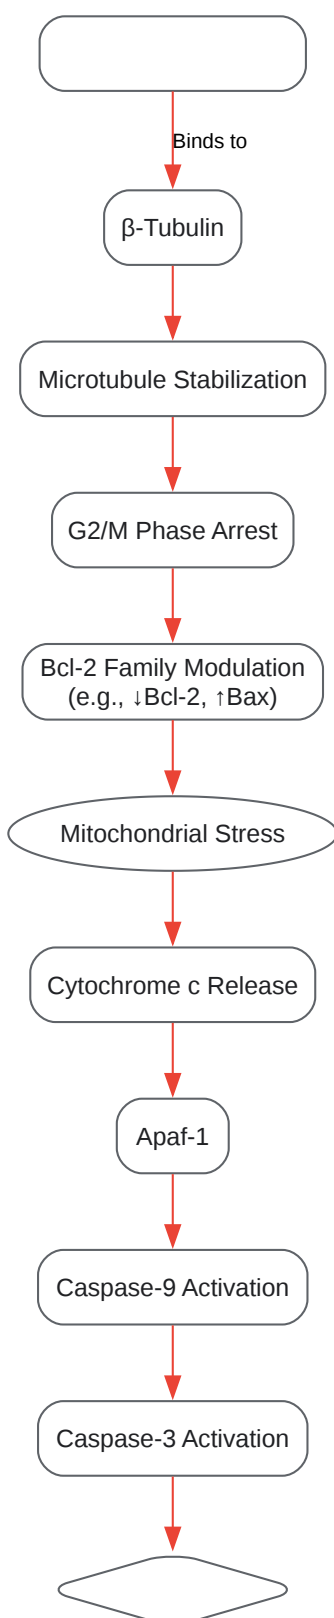 Binds to
β-Tubulin
Microtubule Stabilization
G2/M Phase Arrest
Bcl-2 Family Modulation
(e.g., ↓Bcl-2, ↑Bax)
Mitochondrial Stress
Cytochrome c Release
Apaf-1
Caspase-9 Activation
Caspase-3 Activation